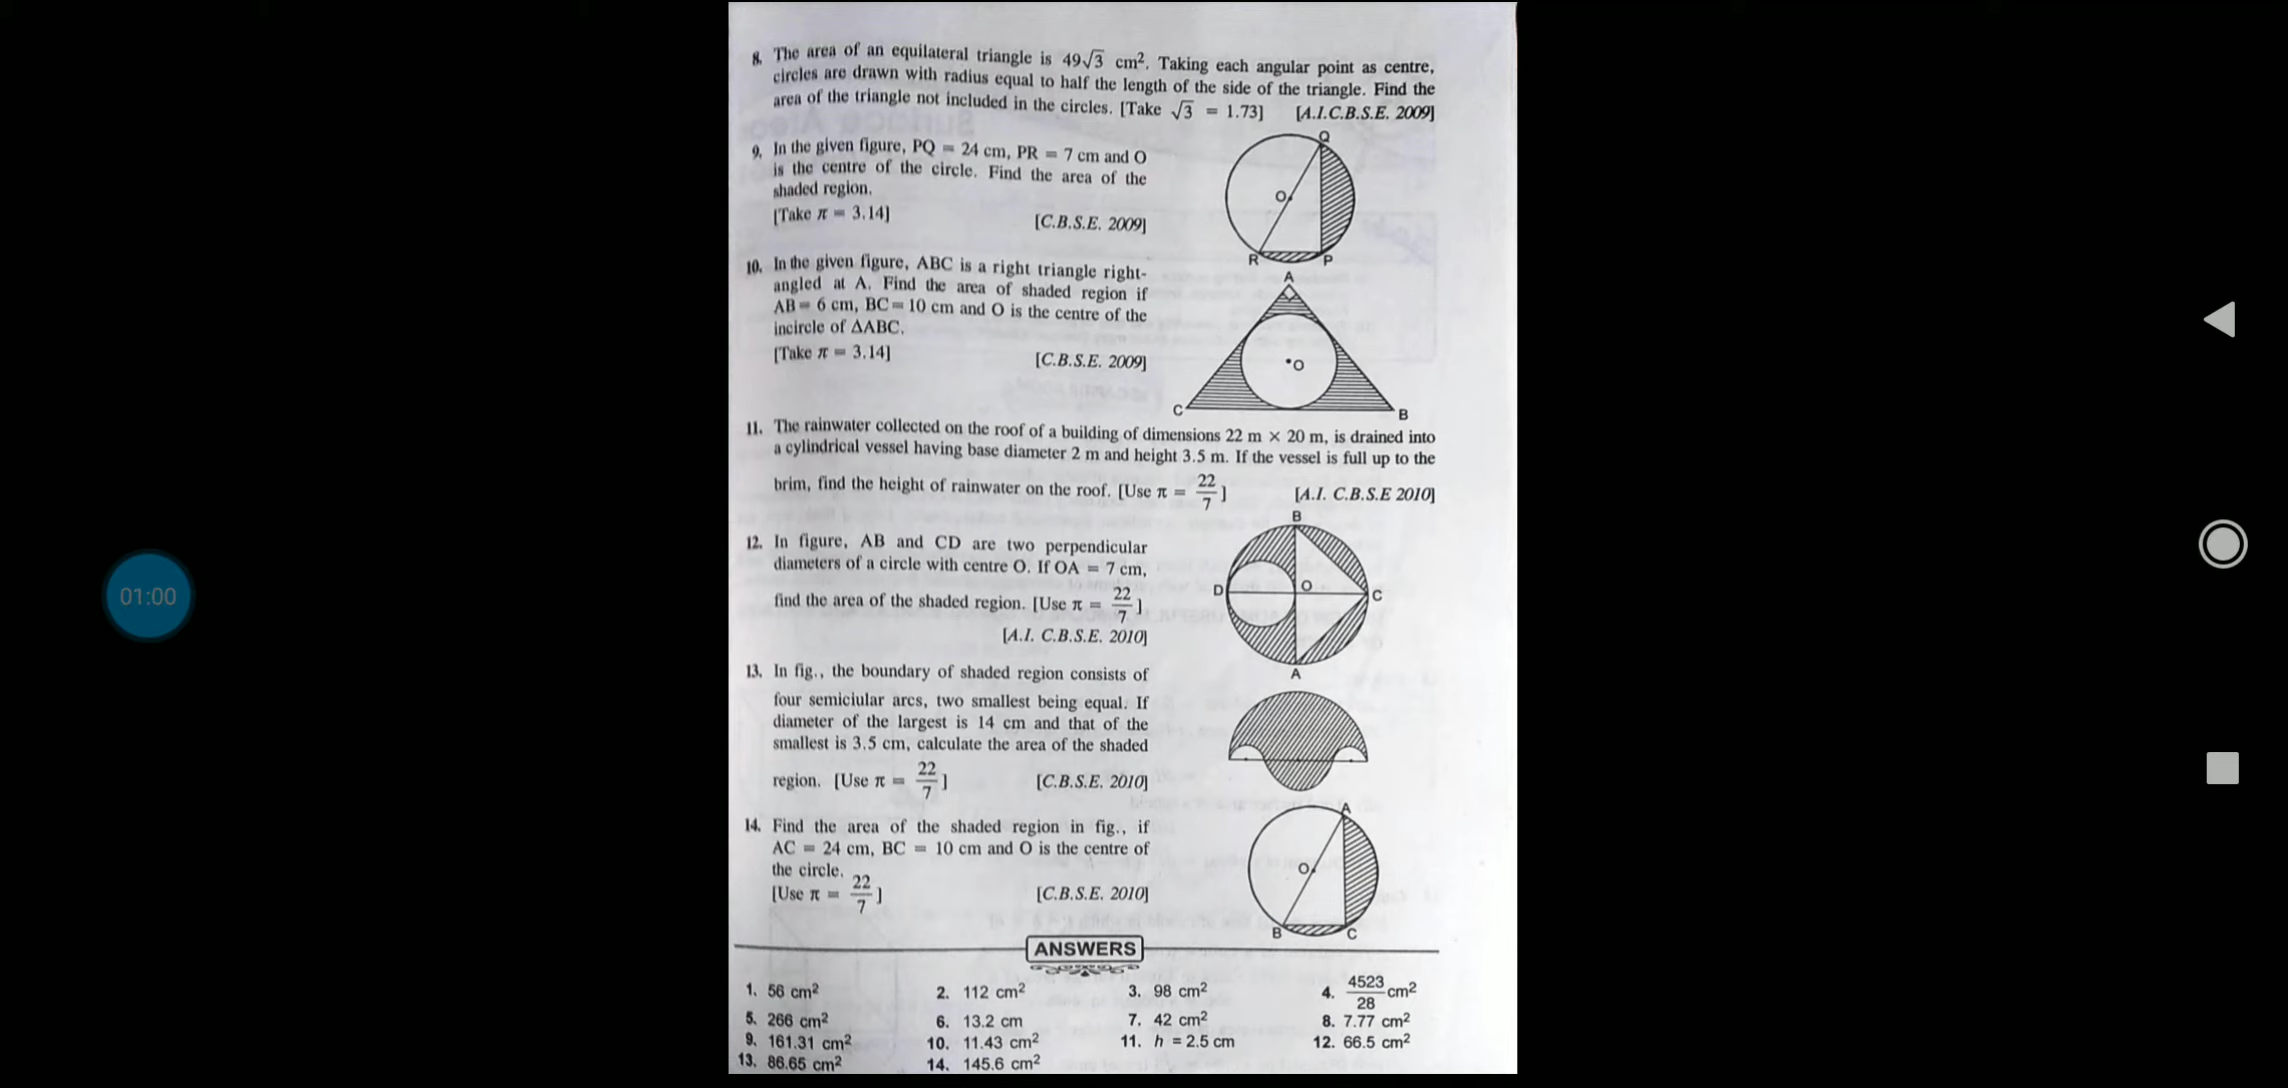 8. The area of an equilateral triangle is 49√3 cm². Taking each angular point as centre,
circles are drawn with radius equal to half the length of the side of the triangle. Find the
area of the triangle not included in the circles. [Take √3 = 1.73] [A.I.C.B.S.E. 2009]
9. In the given figure, PQ = 24 cm, PR = 7 cm and O
is the centre of the circle. Find the area of the
shaded region.
[Take π = 3.14] [C.B.S.E. 2009]
Q
O
R P
10. In the given figure, ABC is a right triangle right-
angled at A. Find the area of shaded region if
AB = 6 cm, BC = 10 cm and O is the centre of the
incircle of ΔABC.
[Take π = 3.14] [C.B.S.E. 2009]
A
O
C B
11. The rainwater collected on the roof of a building of dimensions 22 m × 20 m, is drained into
a cylindrical vessel having base diameter 2 m and height 3.5 m. If the vessel is full up to the
brim, find the height of rainwater on the roof. [Use π = 22/7] [A.I. C.B.S.E 2010]
12. In figure, AB and CD are two perpendicular
diameters of a circle with centre O. If OA = 7 cm,
find the area of the shaded region. [Use π = 22/7]
[A.I. C.B.S.E. 2010]
B
D O C
A
13. In fig., the boundary of shaded region consists of
four semiciular arcs, two smallest being equal. If
diameter of the largest is 14 cm and that of the
smallest is 3.5 cm, calculate the area of the shaded
region. [Use π = 22/7] [C.B.S.E. 2010]
14. Find the area of the shaded region in fig., if
AC = 24 cm, BC = 10 cm and O is the centre of
the circle.
[Use π = 22/7] [C.B.S.E. 2010]
A
O
B C
ANSWERS
1. 56 cm² 2. 112 cm² 3. 98 cm² 4. 4523/28 cm²
5. 266 cm² 6. 13.2 cm 7. 42 cm² 8. 7.77 cm²
9. 161.31 cm² 10. 11.43 cm² 11. h = 2.5 cm 12. 66.5 cm²
13. 86.65 cm² 14. 145.6 cm²
01:00